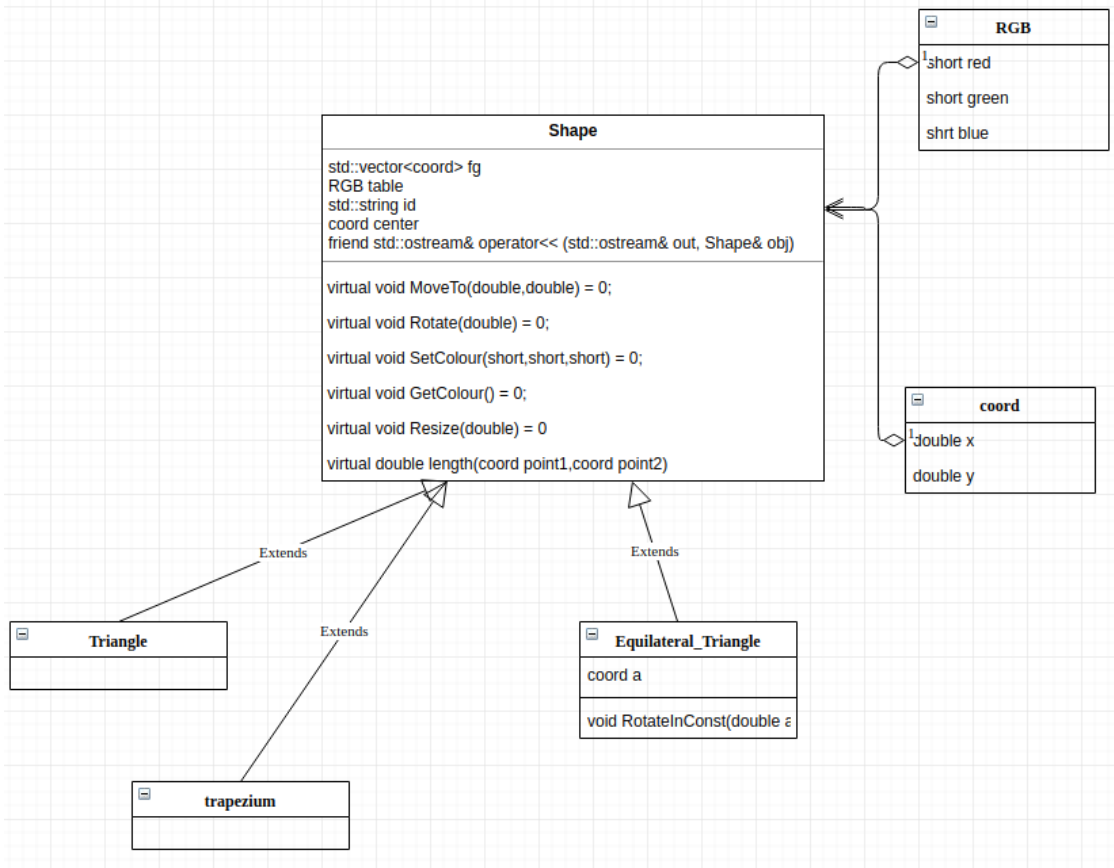 RGB
1
short red
short green
shrt blue
Shape
std::vector<coord> fg
RGB table
std::string id
coord center
friend std::ostream& operator<< (std::ostream& out, Shape& obj)
virtual void MoveTo(double,double) = 0;
virtual void Rotate(double) = 0;
virtual void SetColour(short,short,short) = 0;
virtual void GetColour() = 0;
virtual void Resize(double) = 0
virtual double length(coord point1,coord point2)
coord
1
double x
double y
Extends
Extends
Extends
Triangle
Equilateral_Triangle
coord a
void RotateInConst(double a
trapezium